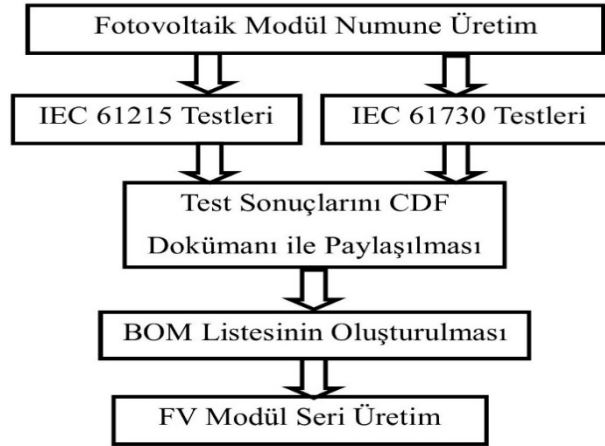 Fotovoltaik Modül Numune Üretim
IEC 61215 Testleri
IEC 61730 Testleri
Test Sonuçlarını CDF
Dokümanı ile Paylaşılması
BOM Listesinin Oluşturulması
FV Modül Seri Üretim